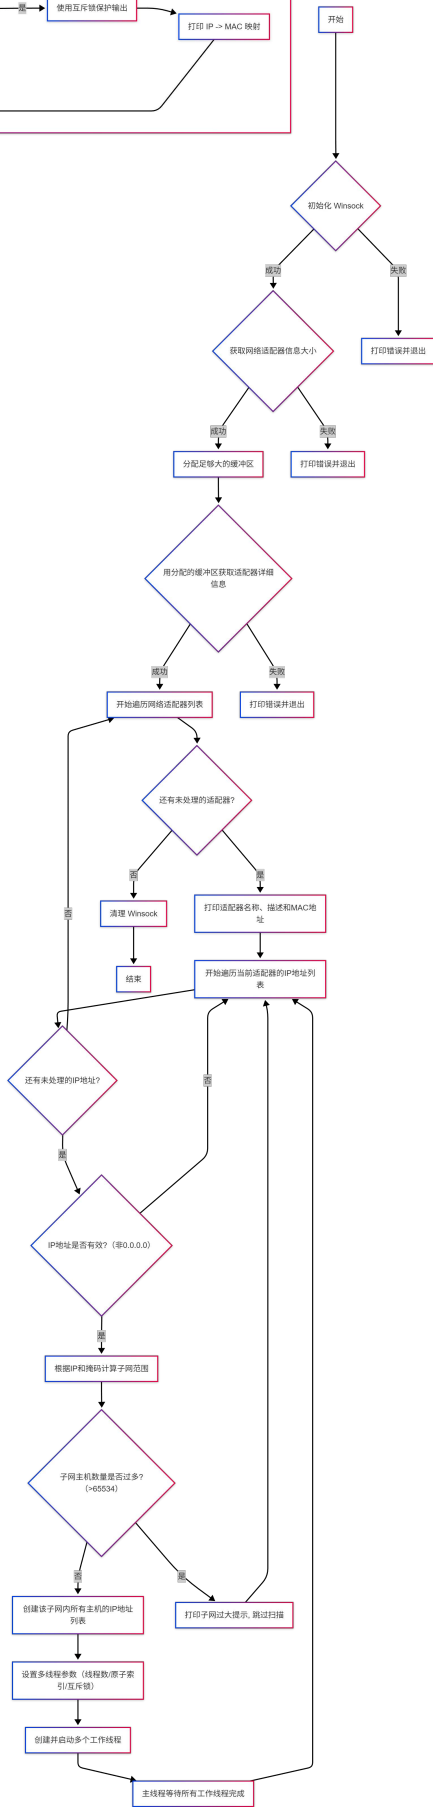 是
使用互斥锁保护输出
打印 IP -> MAC 映射
开始
初始化 Winsock
成功
失败
获取网络适配器信息大小
打印错误并退出
成功
失败
分配足够大的缓冲区
打印错误并退出
用分配的缓冲区获取适配器详细
信息
成功
失败
开始遍历网络适配器列表
打印错误并退出
还有未处理的适配器?
否
是
清理 Winsock
打印适配器名称、描述和MAC地
址
否
结束
开始遍历当前适配器的IP地址列
表
还有未处理的IP地址?
否
是
IP地址是否有效?（非0.0.0.0）
是
根据IP和掩码计算子网范围
子网主机数量是否过多?
（>65534）
否
是
创建该子网内所有主机的IP地址
列表
打印子网过大提示, 跳过扫描
设置多线程参数（线程数/原子索
引/互斥锁）
创建并启动多个工作线程
主线程等待所有工作线程完成